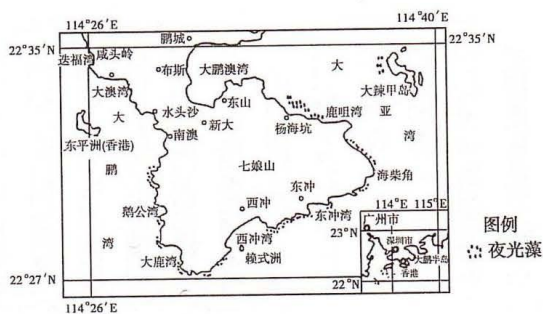 114°26′E
114°40′E
22°35′N
22°35′N
鹏城
咸头岭
迭福湾
布斯
大鹏澳湾
大
大辣甲岛
大澳湾
水头沙
东山
鹿咀湾
亚
大
新大
杨海坑
南澳
湾
东平洲(香港)
鹏
七娘山
海柴角
东冲
鹅公湾
西冲
东冲湾
湾
西冲湾
大鹿湾
赖式洲
22°27′N
114°26′E
114°E 115°E
广州市
23°N
深圳市
大鹏半岛
香港
22°N
图例
夜光藻